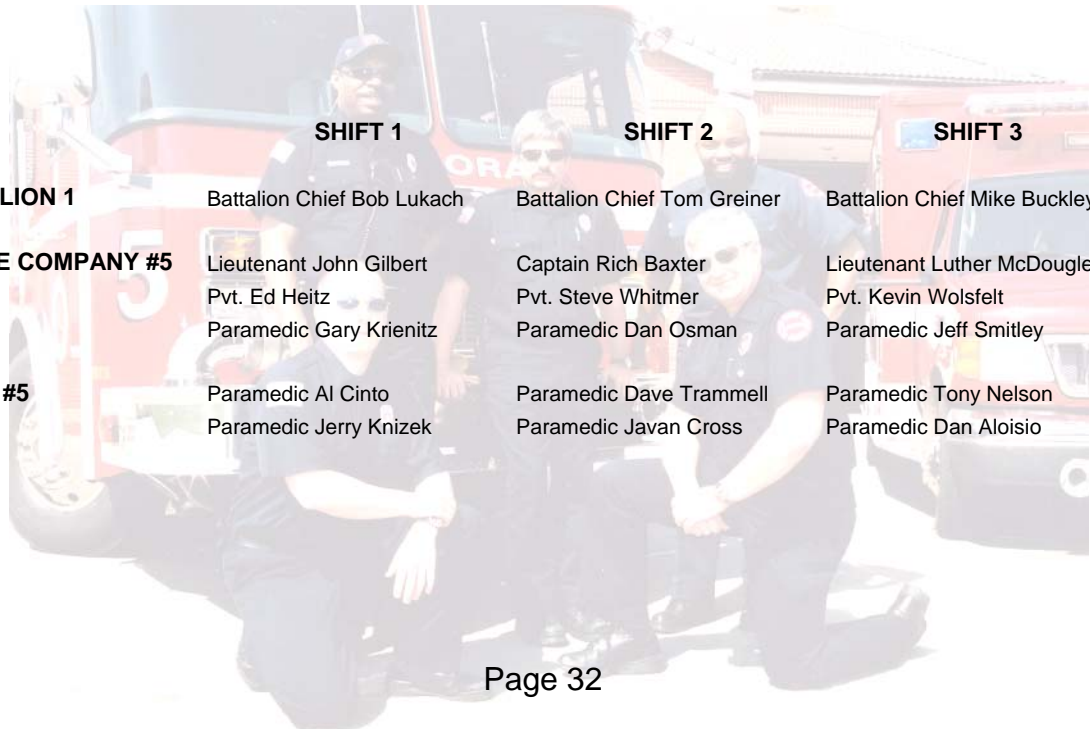 SHIFT 1 SHIFT 2 SHIFT 3
LION 1 Battalion Chief Bob Lukach Battalion Chief Tom Greiner Battalion Chief Mike Buckley
E COMPANY #5 Lieutenant John Gilbert Captain Rich Baxter Lieutenant Luther McDougle
Pvt. Ed Heitz Pvt. Steve Whitmer Pvt. Kevin Wolsfelt
Paramedic Gary Krienitz Paramedic Dan Osman Paramedic Jeff Smitley
#5 Paramedic Al Cinto Paramedic Dave Trammell Paramedic Tony Nelson
Paramedic Jerry Knizek Paramedic Javan Cross Paramedic Dan Aloisio
5
ORA
Page 32